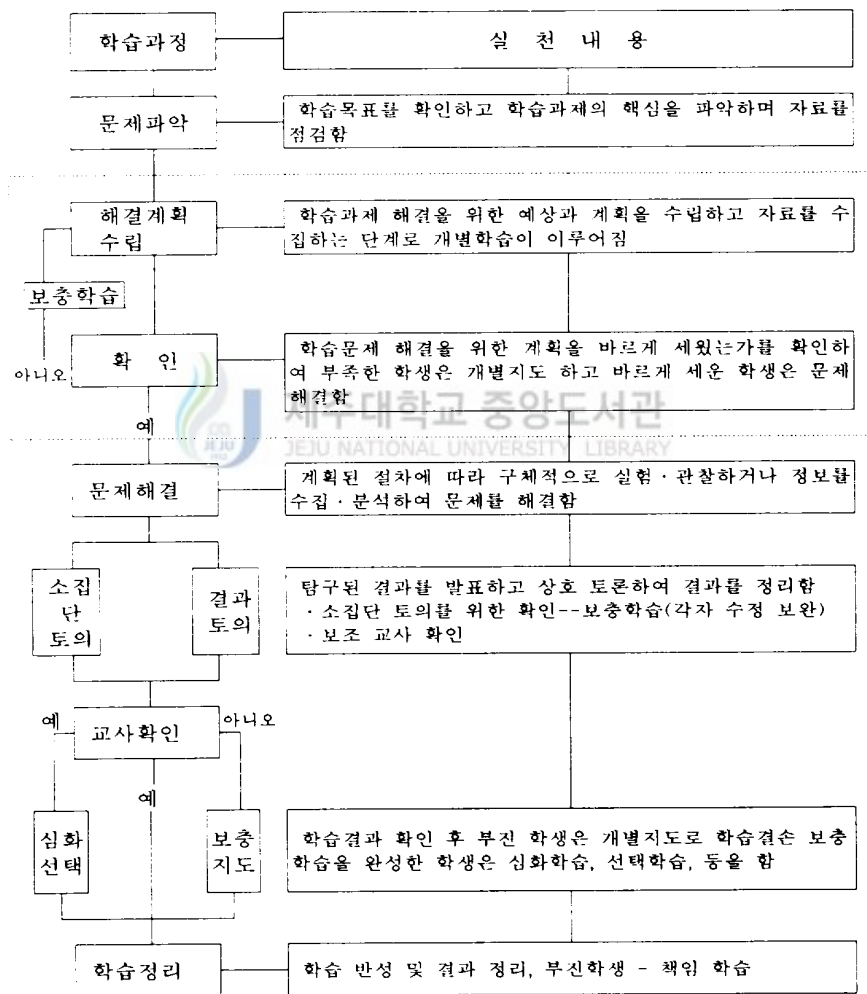 학습과정
실 천 내 용
문제파악
학습목표를 확인하고 학습과제의 핵심을 파악하며 자료를
점검함
해결계획
수립
학습과제 해결을 위한 예상과 계획을 수립하고 자료를 수
집하는 단계로 개별학습이 이루어짐
보충학습
확 인
아니오
학습문제 해결을 위한 계획을 바르게 세웠는가를 확인하
여 부족한 학생은 개별지도 하고 바르게 세운 학생은 문제
해결함
예
제주대학교 중앙도서관
JEJU NATIONAL UNIVERSITY LIBRARY
JEJU
문제해결
계획된 절차에 따라 구체적으로 실험·관찰하거나 정보를
수집·분석하여 문제를 해결함
소집
단
토의
결과
토의
탐구된 결과를 발표하고 상호 토론하여 결과를 정리함
· 소집단 토의를 위한 확인--보충학습(각자 수정 보완)
· 보조 교사 확인
예
교사확인
아니오
예
심화
선택
보충
지도
학습결과 확인 후 부진 학생은 개별지도로 학습결손 보충
학습을 완성한 학생은 심화학습, 선택학습, 등을 함
학습정리
학습 반성 및 결과 정리, 부진학생 - 책임 학습